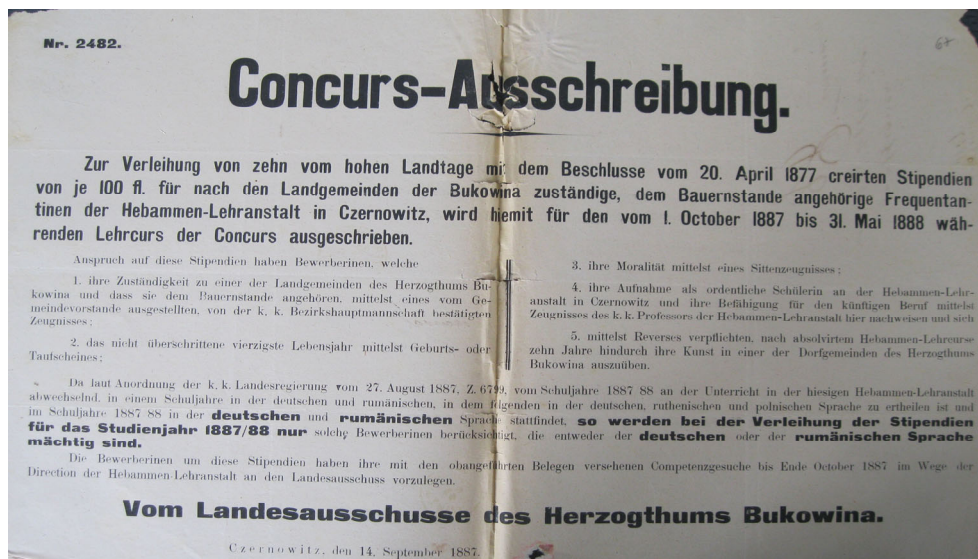 Nr. 2482.
67
Concurs-Ausschreibung.
Zur Verleihung von zehn vom hohen Landtage mit dem Beschlusse vom 20. April 1877 creirten Stipendien
von je 100 fl. für nach den Landgemeinden der Bukowina zuständige, dem Bauernstande angehörige Frequentan-
tinen der Hebammen-Lehranstalt in Czernowitz, wird hiemit für den vom 1. October 1887 bis 31. Mai 1888 wäh-
renden Lehrcurs der Concurs ausgeschrieben.
Anspruch auf diese Stipendien haben Bewerberinen, welche
1. ihre Zuständigkeit zu einer der Landgemeinden des Herzogthums Bu-
kowina und dass sie dem Bauernstande angehören, mittelst eines vom Ge-
meindevorstande ausgestellten, von der k. k. Bezirkshauptmannschaft bestätigten
Zeugnisses;
2. das nicht überschrittene vierzigste Lebensjahr mittelst Geburts- oder
Taufscheines;
3. ihre Moralität mittelst eines Sittenzeugnisses;
4. ihre Aufnahme als ordentliche Schülerin an der Hebammen-Lehr-
anstalt in Czernowitz und ihre Befähigung für den künftigen Beruf mittelst
Zeugnisses des k. k. Professors der Hebammen-Lehranstalt hier nachweisen und sich
5. mittelst Reverses verpflichten, nach absolvirtem Hebammen-Lehrcurse
zehn Jahre hindurch ihre Kunst in einer der Dorfgemeinden des Herzogthums
Bukowina auszuüben.
Da laut Anordnung der k. k. Landesregierung vom 27. August 1887, Z. 6799, vom Schuljahre 1887 88 an der Unterricht in der hiesigen Hebammen-Lehranstalt
abwechselnd, in einem Schuljahre in der deutschen und rumänischen, in dem folgenden in der deutschen, ruthenischen und polnischen Sprache zu ertheilen ist und
im Schuljahre 1887 88 in der deutschen und rumänischen Sprache stattfindet, so werden bei der Verleihung der Stipendien
für das Studienjahr 1887/88 nur solche Bewerberinen berücksichtigt, die entweder der deutschen oder der rumänischen Sprache
mächtig sind.
Die Bewerberinen um diese Stipendien haben ihre mit den obangeführten Belegen versehenen Competenzgesuche bis Ende October 1887 im Wege der
Direction der Hebammen-Lehranstalt an den Landesausschuss vorzulegen.
Vom Landesausschusse des Herzogthums Bukowina.
Czernowitz, den 14. September 1887.